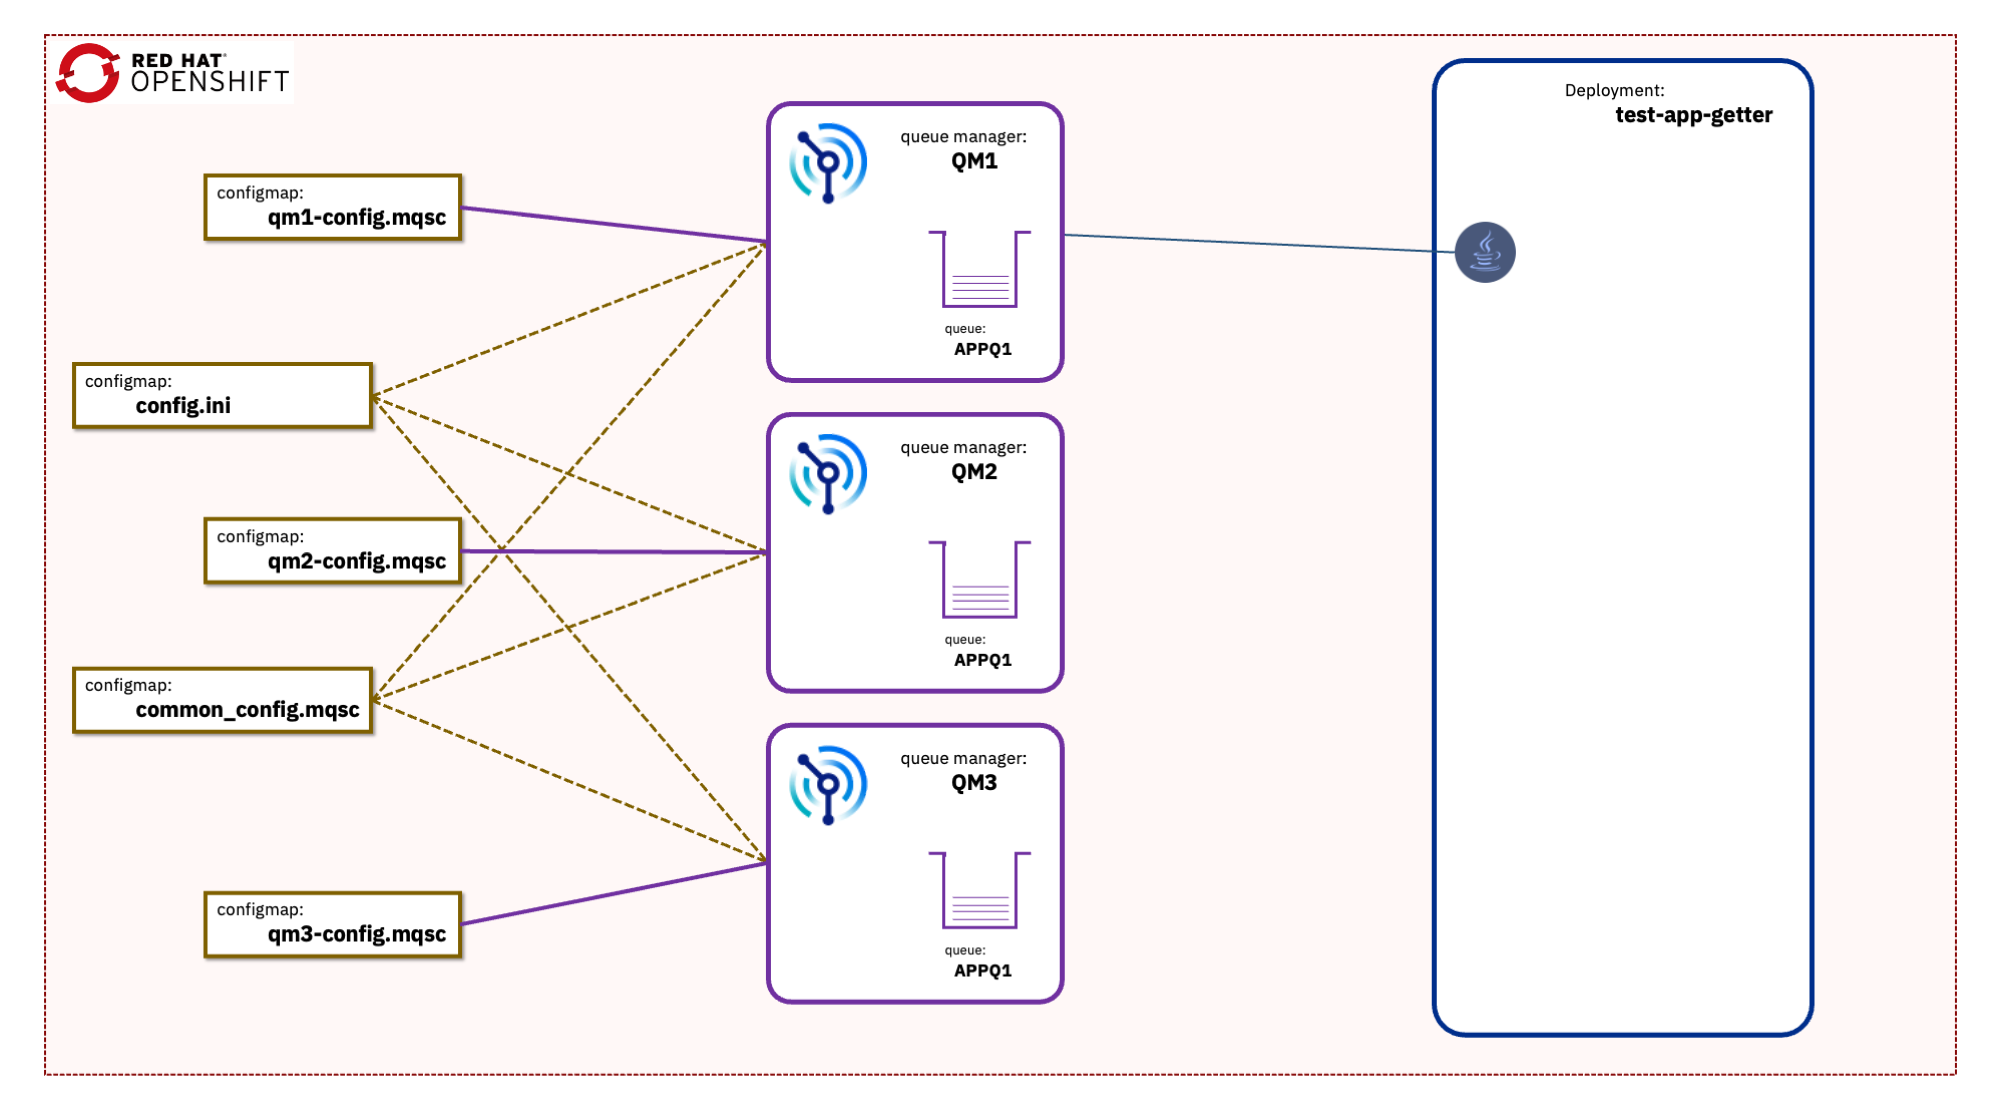 RED HAT®
OPENSHIFT
configmap:
qm1-config.mqsc
configmap:
config.ini
configmap:
qm2-config.mqsc
configmap:
common_config.mqsc
configmap:
qm3-config.mqsc
queue manager:
QM1
queue:
APPQ1
queue manager:
QM2
queue:
APPQ1
queue manager:
QM3
queue:
APPQ1
Deployment:
test-app-getter